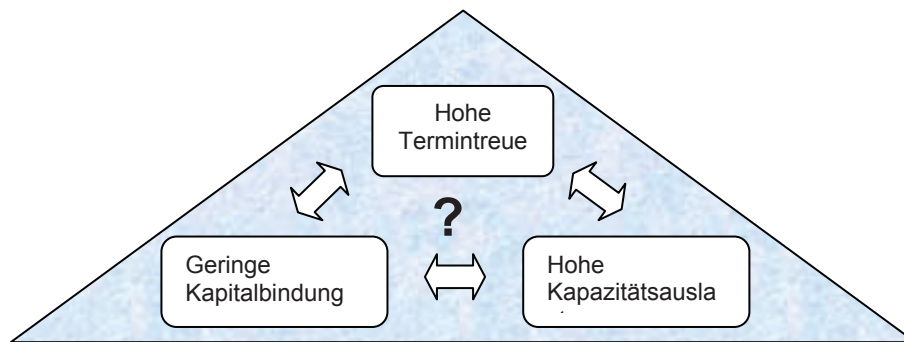 Hohe
Termintreue
?
Geringe
Kapitalbindung
Hohe
Kapazitätsausla